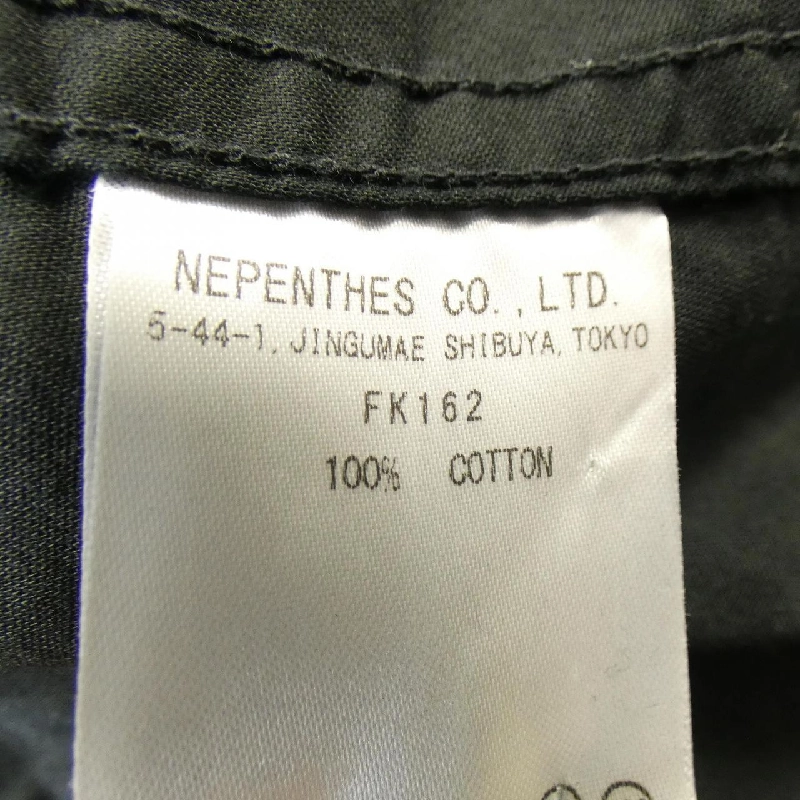 NEPENTHES CO.,LTD.
5-44-1, JINGUMAE SHIBUYA, TOKYO
FK162
100% COTTON